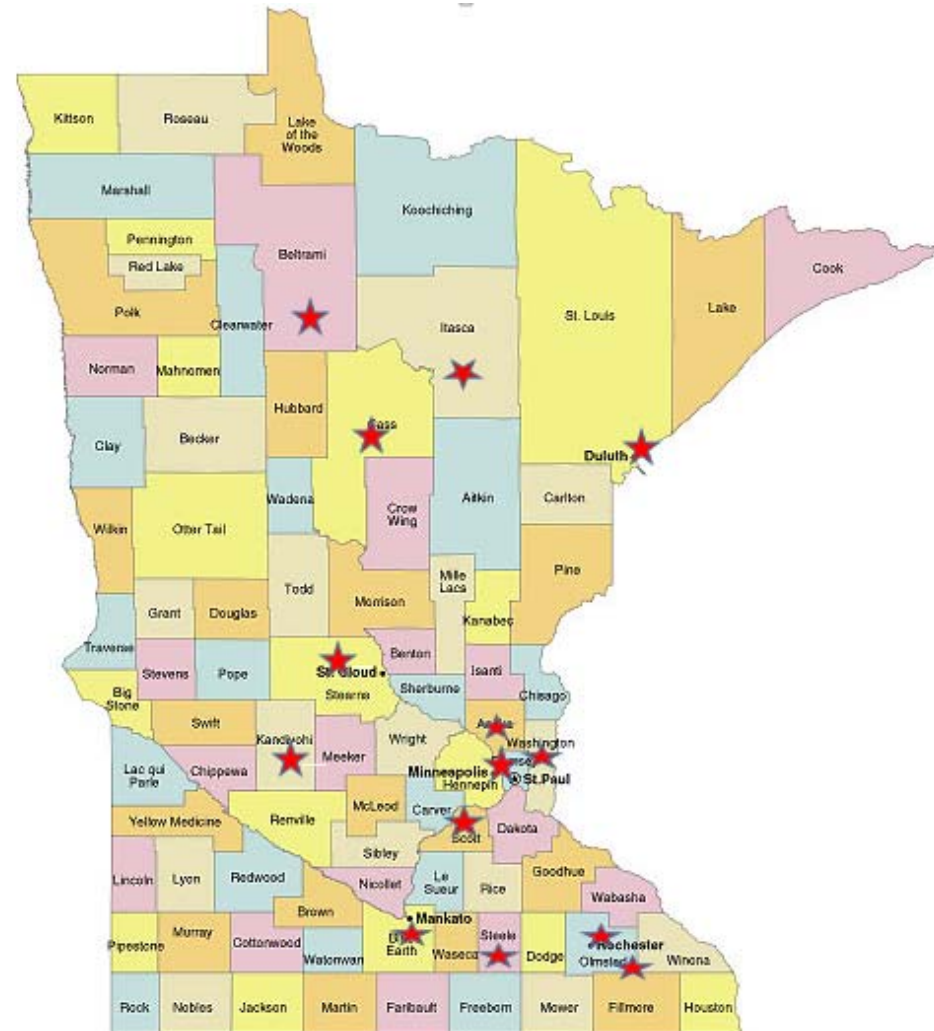 Kittson
Roseau
Lake
of the
Woods
Marshall
Koochiching
Pennington
Beltrami
Red Lake
Cook
Polk
Clearwater
Itasca
St. Louis
Lake
Norman
Mahnomen
Hubbard
Cass
Clay
Becker
Duluth
Wadena
Crow
Wing
Aitkin
Carlton
Wilkin
Otter Tail
Pine
Todd
Mille
Lacs
Grant
Douglas
Morrison
Kanabec
Traverse
Stevens
Pope
Benton
Isanti
St. Cloud
Sherburne
Chisago
Big
Stone
Stearns
Swift
Wright
Kandiyohi
Washington
Lac qui
Parle
Chippewa
Meeker
Minneapolis
Hennepin
St. Paul
McLeod
Carver
Yellow Medicine
Renville
Scott
Dakota
Sibley
Lincoln
Lyon
Redwood
Nicollet
Le
Sueur
Rice
Goodhue
Wabasha
Brown
Mankato
Pipestone
Murray
Cottonwood
Watonwan
Earth
Waseca
Steele
Dodge
Rochester
Olmsted
Winona
Rock
Nobles
Jackson
Martin
Faribault
Freeborn
Mower
Fillmore
Houston